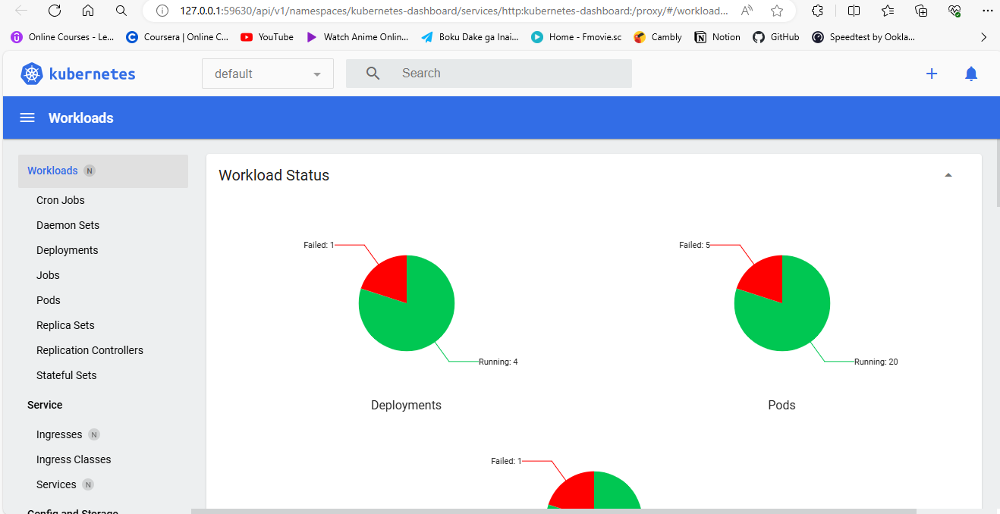 127.0.0.1:59630/api/v1/namespaces/kubernetes-dashboard/services/http:kubernetes-dashboard:/proxy/#/workload...
Online Courses - Le...
Coursera | Online C...
YouTube
Watch Anime Onlin...
Boku Dake ga Inai...
Home - Fmovie.sc
Cambly
Notion
GitHub
Speedtest by Ookla...
kubernetes
default
Search
Workloads
Workloads N
Workload Status
Cron Jobs
Daemon Sets
Deployments
Jobs
Pods
Replica Sets
Replication Controllers
Stateful Sets
Service
Ingresses N
Ingress Classes
Services N
Config and Storage
Failed: 1
Running: 4
Deployments
Failed: 5
Running: 20
Pods
Failed: 1